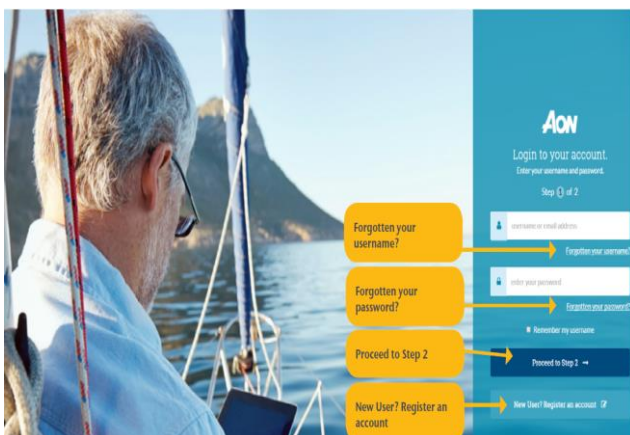 AON
Login to your account.
Enter your username and password.
Step 1 of 2
Forgotten your
username?
username or email address
Forgotten your username?
Forgotten your
password?
enter your password
Forgotten your password?
Remember my username
Proceed to Step 2
Proceed to Step 2 →
New User? Register an
account
New User? Register an account